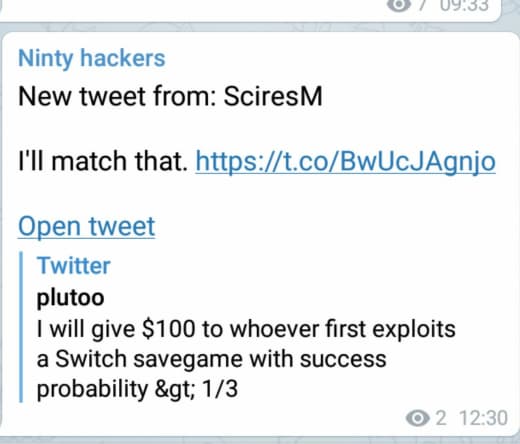 7 09:33
Ninty hackers
New tweet from: SciresM
I'll match that. https://t.co/BwUcJAgnjo
Open tweet
Twitter
plutoo
I will give $100 to whoever first exploits
a Switch savegame with success
probability &gt; 1/3
2 12:30